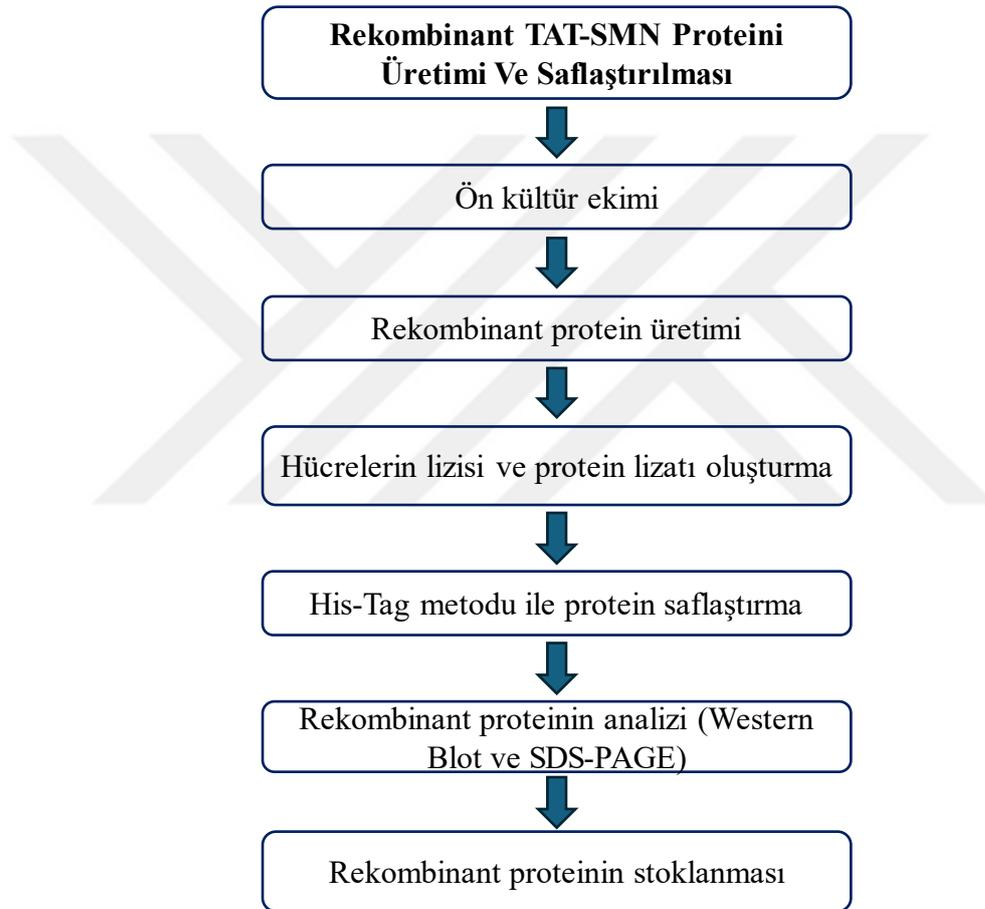 Rekombinant TAT-SMN Proteini
Üretimi Ve Saflaştırılması
Ön kültür ekimi
Rekombinant protein üretimi
Hücrelerin lizisi ve protein lizatı oluşturma
His-Tag metodu ile protein saflaştırma
Rekombinant proteinin analizi (Western
Blot ve SDS-PAGE)
Rekombinant proteinin stoklanması